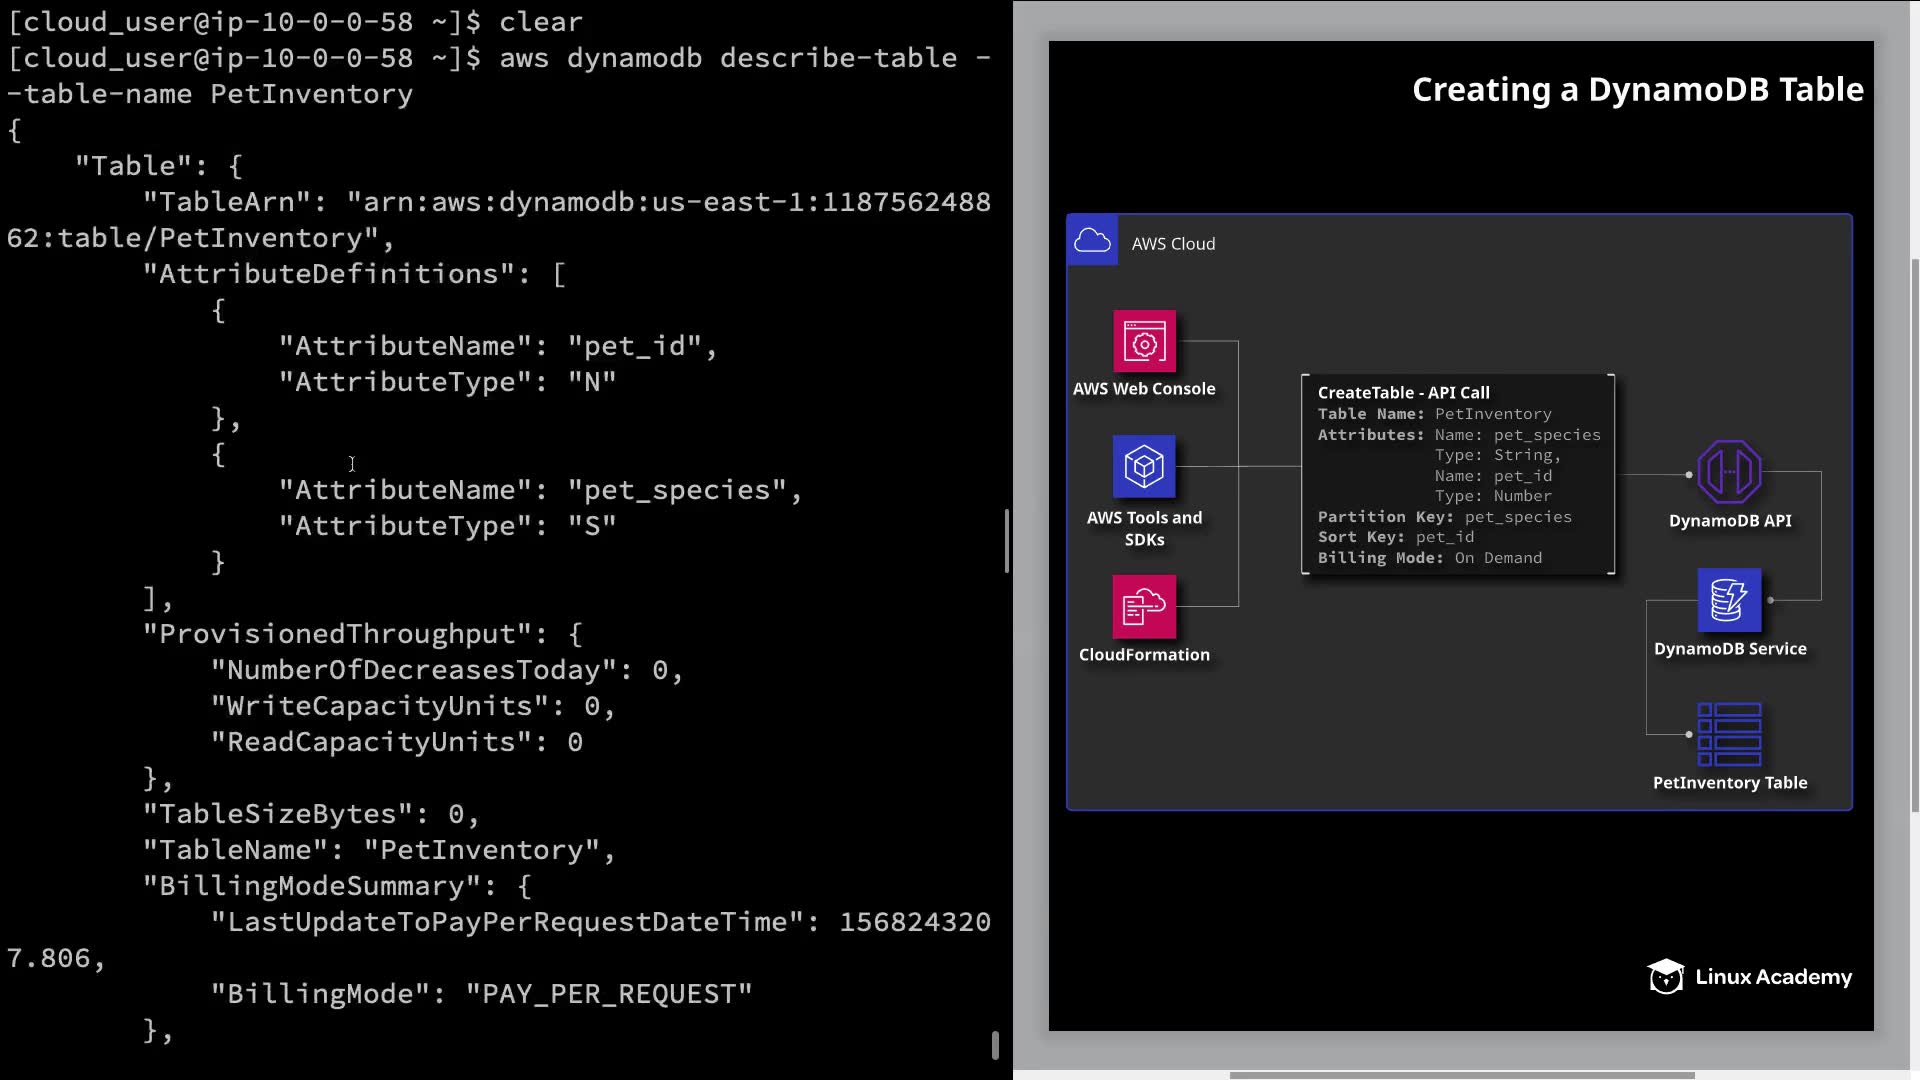 [cloud_user@ip-10-0-0-58 ~]$ clear
[cloud_user@ip-10-0-0-58 ~]$ aws dynamodb describe-table -
-table-name PetInventory
{
    "Table": {
        "TableArn": "arn:aws:dynamodb:us-east-1:1187562488
62:table/PetInventory",
        "AttributeDefinitions": [
            {
                "AttributeName": "pet_id",
                "AttributeType": "N"
            },
            {
                "AttributeName": "pet_species",
                "AttributeType": "S"
            }
        ],
        "ProvisionedThroughput": {
            "NumberOfDecreasesToday": 0,
            "WriteCapacityUnits": 0,
            "ReadCapacityUnits": 0
        },
        "TableSizeBytes": 0,
        "TableName": "PetInventory",
        "BillingModeSummary": {
            "LastUpdateToPayPerRequestDateTime": 156824320
7.806,
            "BillingMode": "PAY_PER_REQUEST"
        },
Creating a DynamoDB Table
AWS Cloud
AWS Web Console
AWS Tools and
SDKs
CloudFormation
CreateTable - API Call
Table Name: PetInventory
Attributes: Name: pet_species
Type: String,
Name: pet_id
Type: Number
Partition Key: pet_species
Sort Key: pet_id
Billing Mode: On Demand
DynamoDB API
DynamoDB Service
PetInventory Table
Linux Academy